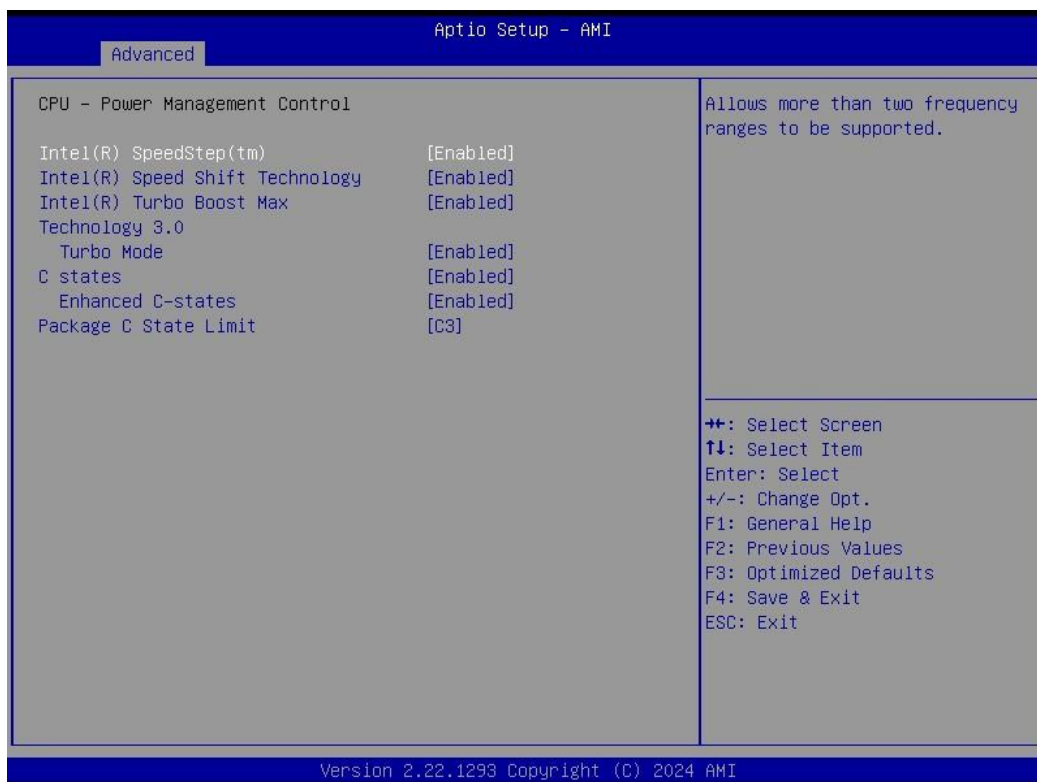 Aptio Setup - AMI
Advanced
CPU - Power Management Control
Intel(R) SpeedStep(tm) [Enabled]
Intel(R) Speed Shift Technology [Enabled]
Intel(R) Turbo Boost Max [Enabled]
Technology 3.0
Turbo Mode [Enabled]
C states [Enabled]
Enhanced C-states [Enabled]
Package C State Limit [C3]
Allows more than two frequency
ranges to be supported.
→←: Select Screen
↑↓: Select Item
Enter: Select
+/-: Change Opt.
F1: General Help
F2: Previous Values
F3: Optimized Defaults
F4: Save & Exit
ESC: Exit
Version 2.22.1293 Copyright (C) 2024 AMI